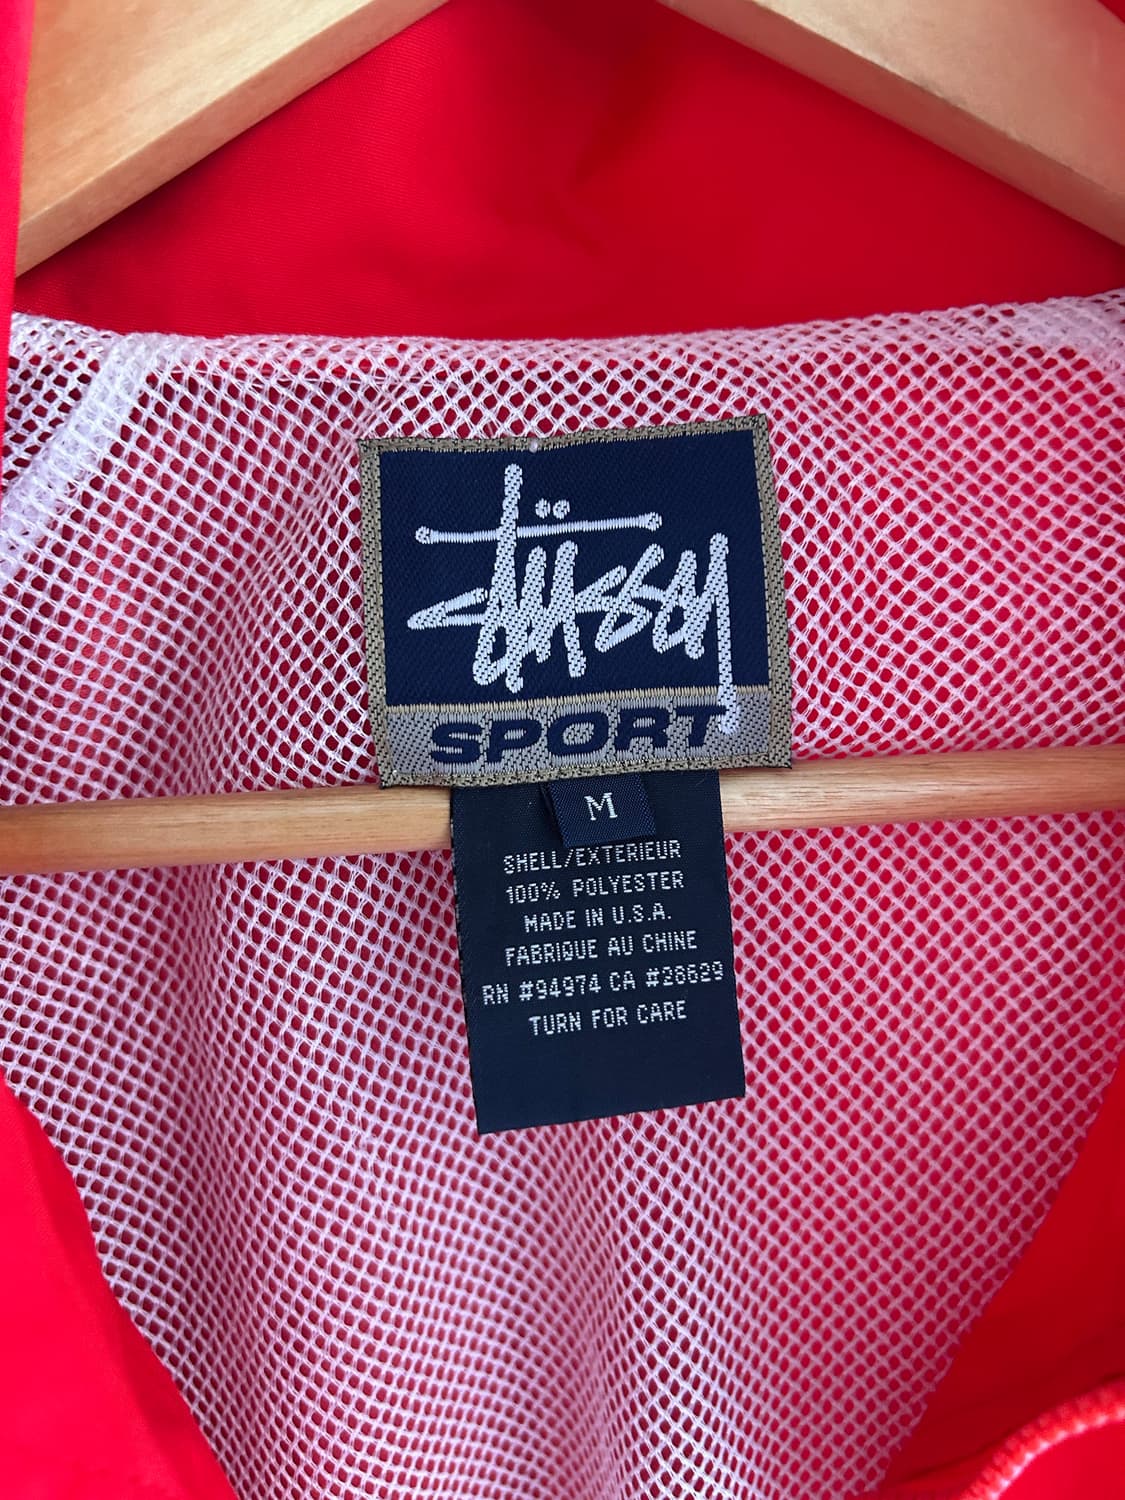 Stüssy
SPORT
M
SHELL/EXTERIEUR
100% POLYESTER
MADE IN U.S.A.
FABRIQUE AU CHINE
RN #94974 CA #28629
TURN FOR CARE